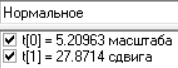 Нормальное
t[0] = 5.20963 масштаба
t[1] = 27.8714 сдвига